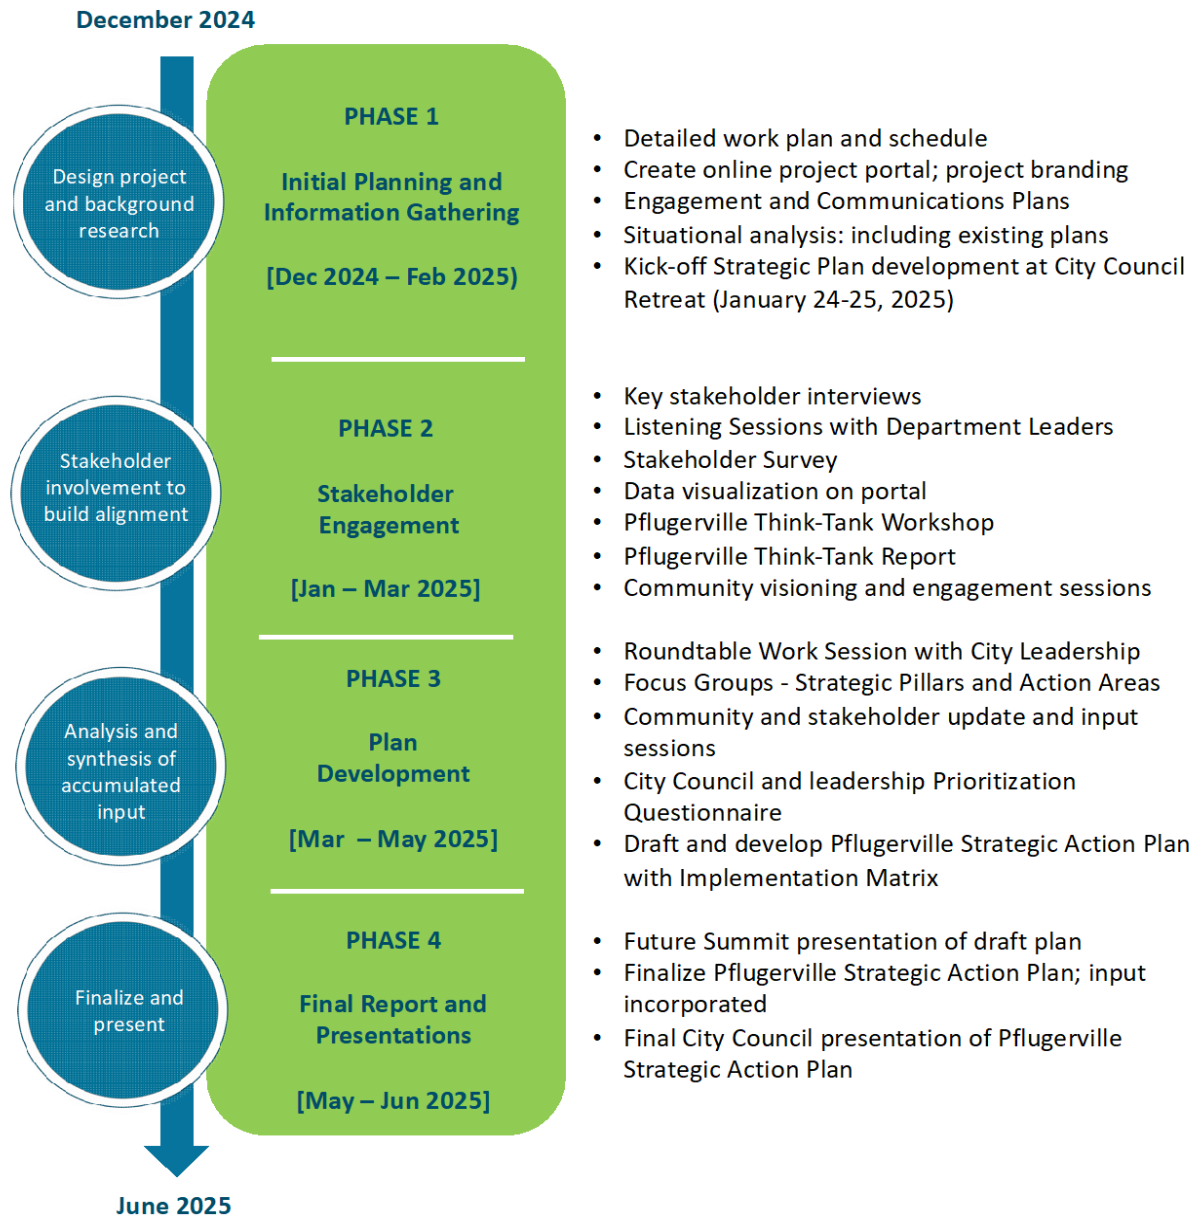 December 2024
Design project
and background
research
PHASE 1
Initial Planning and
Information Gathering
[Dec 2024 – Feb 2025)
• Detailed work plan and schedule
• Create online project portal; project branding
• Engagement and Communications Plans
• Situational analysis: including existing plans
• Kick-off Strategic Plan development at City Council
Retreat (January 24-25, 2025)
Stakeholder
involvement to
build alignment
PHASE 2
Stakeholder
Engagement
[Jan – Mar 2025]
• Key stakeholder interviews
• Listening Sessions with Department Leaders
• Stakeholder Survey
• Data visualization on portal
• Pflugerville Think-Tank Workshop
• Pflugerville Think-Tank Report
• Community visioning and engagement sessions
Analysis and
synthesis of
accumulated
input
PHASE 3
Plan
Development
[Mar – May 2025]
• Roundtable Work Session with City Leadership
• Focus Groups - Strategic Pillars and Action Areas
• Community and stakeholder update and input
sessions
• City Council and leadership Prioritization
Questionnaire
• Draft and develop Pflugerville Strategic Action Plan
with Implementation Matrix
Finalize and
present
PHASE 4
Final Report and
Presentations
[May – Jun 2025]
• Future Summit presentation of draft plan
• Finalize Pflugerville Strategic Action Plan; input
incorporated
• Final City Council presentation of Pflugerville
Strategic Action Plan
June 2025